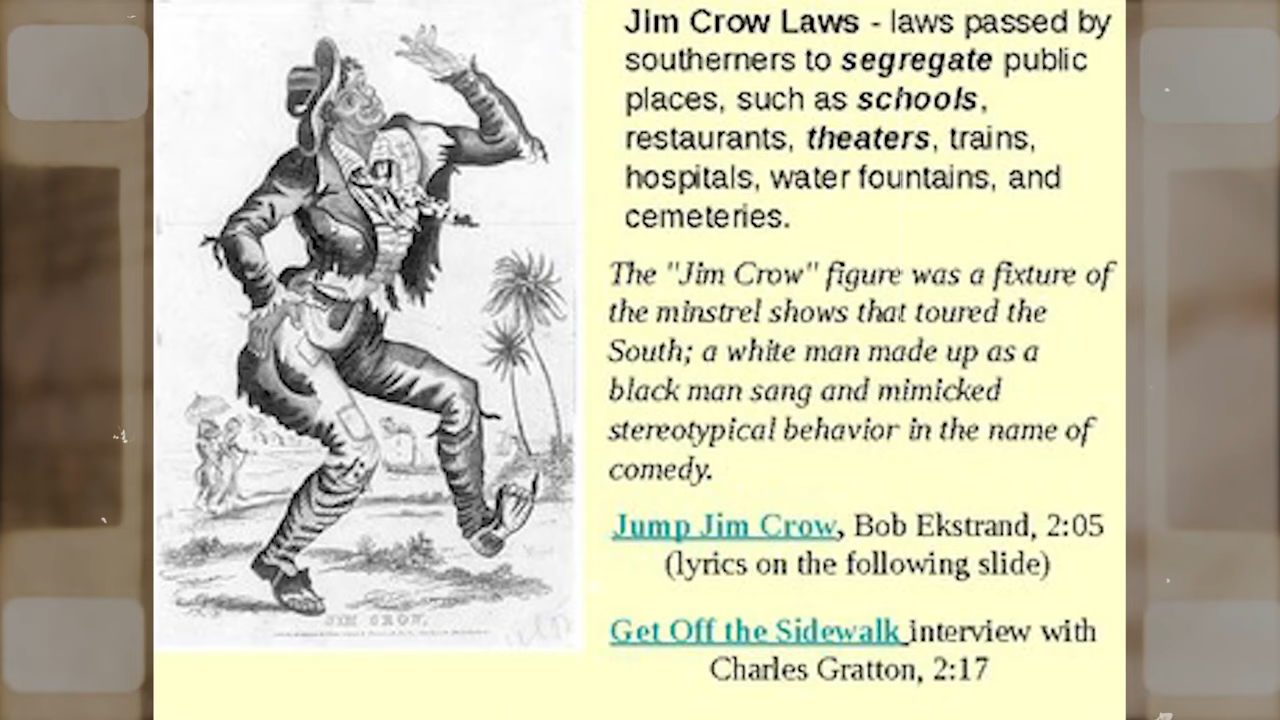 Jim Crow Laws - laws passed by
southerners to segregate public
places, such as schools,
restaurants, theaters, trains,
hospitals, water fountains, and
cemeteries.
The "Jim Crow" figure was a fixture of
the minstrel shows that toured the
South; a white man made up as a
black man sang and mimicked
stereotypical behavior in the name of
comedy.
Jump Jim Crow, Bob Ekstrand, 2:05
(lyrics on the following slide)
Get Off the Sidewalk interview with
Charles Gratton, 2:17
JIM CROW.